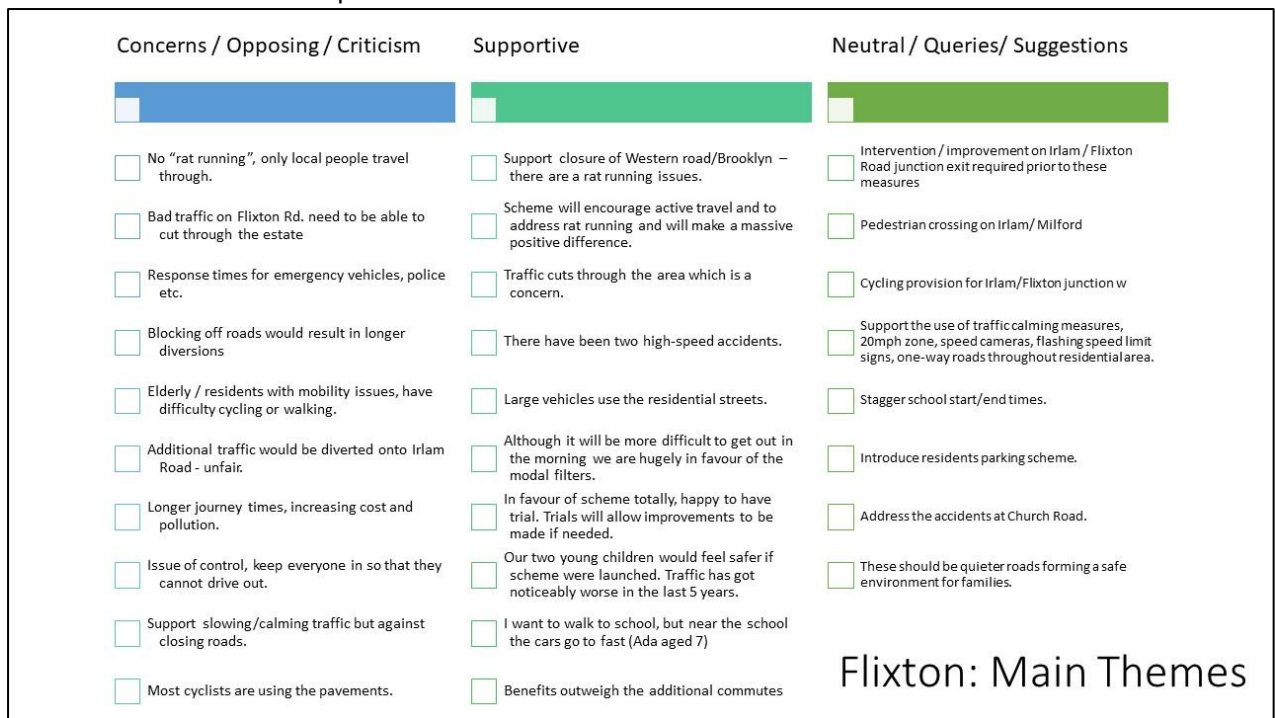 Concerns / Opposing / Criticism
No “rat running”, only local people travel
through.
Bad traffic on Flixton Rd. need to be able to
cut through the estate
Response times for emergency vehicles, police
etc.
Blocking off roads would result in longer
diversions
Elderly / residents with mobility issues, have
difficulty cycling or walking.
Additional traffic would be diverted onto Irlam
Road - unfair.
Longer journey times, increasing cost and
pollution.
Issue of control, keep everyone in so that they
cannot drive out.
Support slowing/calming traffic but against
closing roads.
Most cyclists are using the pavements.
Supportive
Support closure of Western road/Brooklyn –
there are a rat running issues.
Scheme will encourage active travel and to
address rat running and will make a massive
positive difference.
Traffic cuts through the area which is a
concern.
There have been two high-speed accidents.
Large vehicles use the residential streets.
Although it will be more difficult to get out in
the morning we are hugely in favour of the
modal filters.
In favour of scheme totally, happy to have
trial. Trials will allow improvements to be
made if needed.
Our two young children would feel safer if
scheme were launched. Traffic has got
noticeably worse in the last 5 years.
I want to walk to school, but near the school
the cars go to fast (Ada aged 7)
Benefits outweigh the additional commutes
Neutral / Queries/ Suggestions
Intervention / improvement on Irlam / Flixton
Road junction exit required prior to these
measures
Pedestrian crossing on Irlam/ Milford
Cycling provision for Irlam/Flixton junction w
Support the use of traffic calming measures,
20mph zone, speed cameras, flashing speed limit
signs, one-way roads throughout residential area.
Stagger school start/end times.
Introduce residents parking scheme.
Address the accidents at Church Road.
These should be quieter roads forming a safe
environment for families.
Flixton: Main Themes